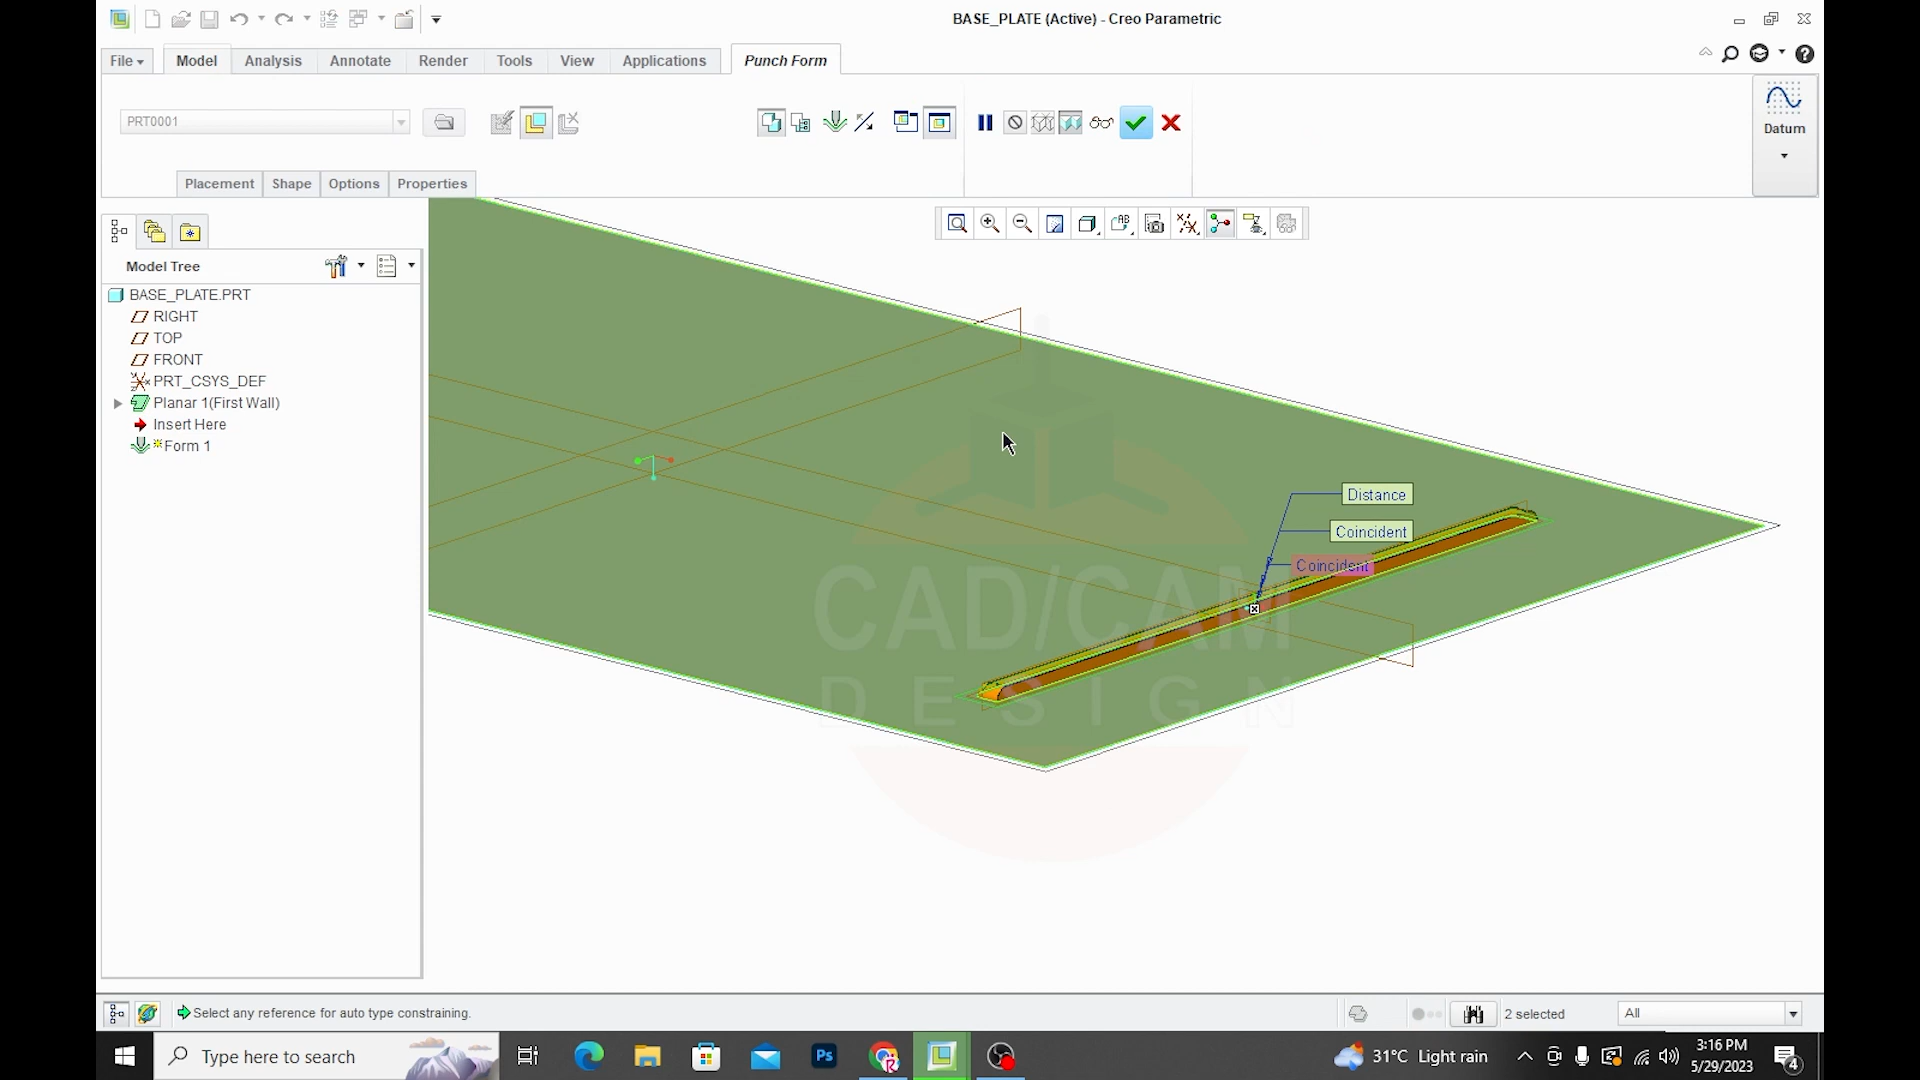 BASE_PLATE (Active) - Creo Parametric
File
Model
Analysis
Annotate
Render
Tools
View
Applications
Punch Form
PRT0001
Datum
Placement
Shape
Options
Properties
Model Tree
BASE_PLATE.PRT
RIGHT
TOP
FRONT
PRT_CSYS_DEF
Planar 1(First Wall)
Insert Here
Form 1
Distance
Coincident
Coincident
CAD/CAM
DESIGN
Select any reference for auto type constraining.
2 selected
All
Type here to search
Ps
31°C Light rain
3:16 PM
5/29/2023
4